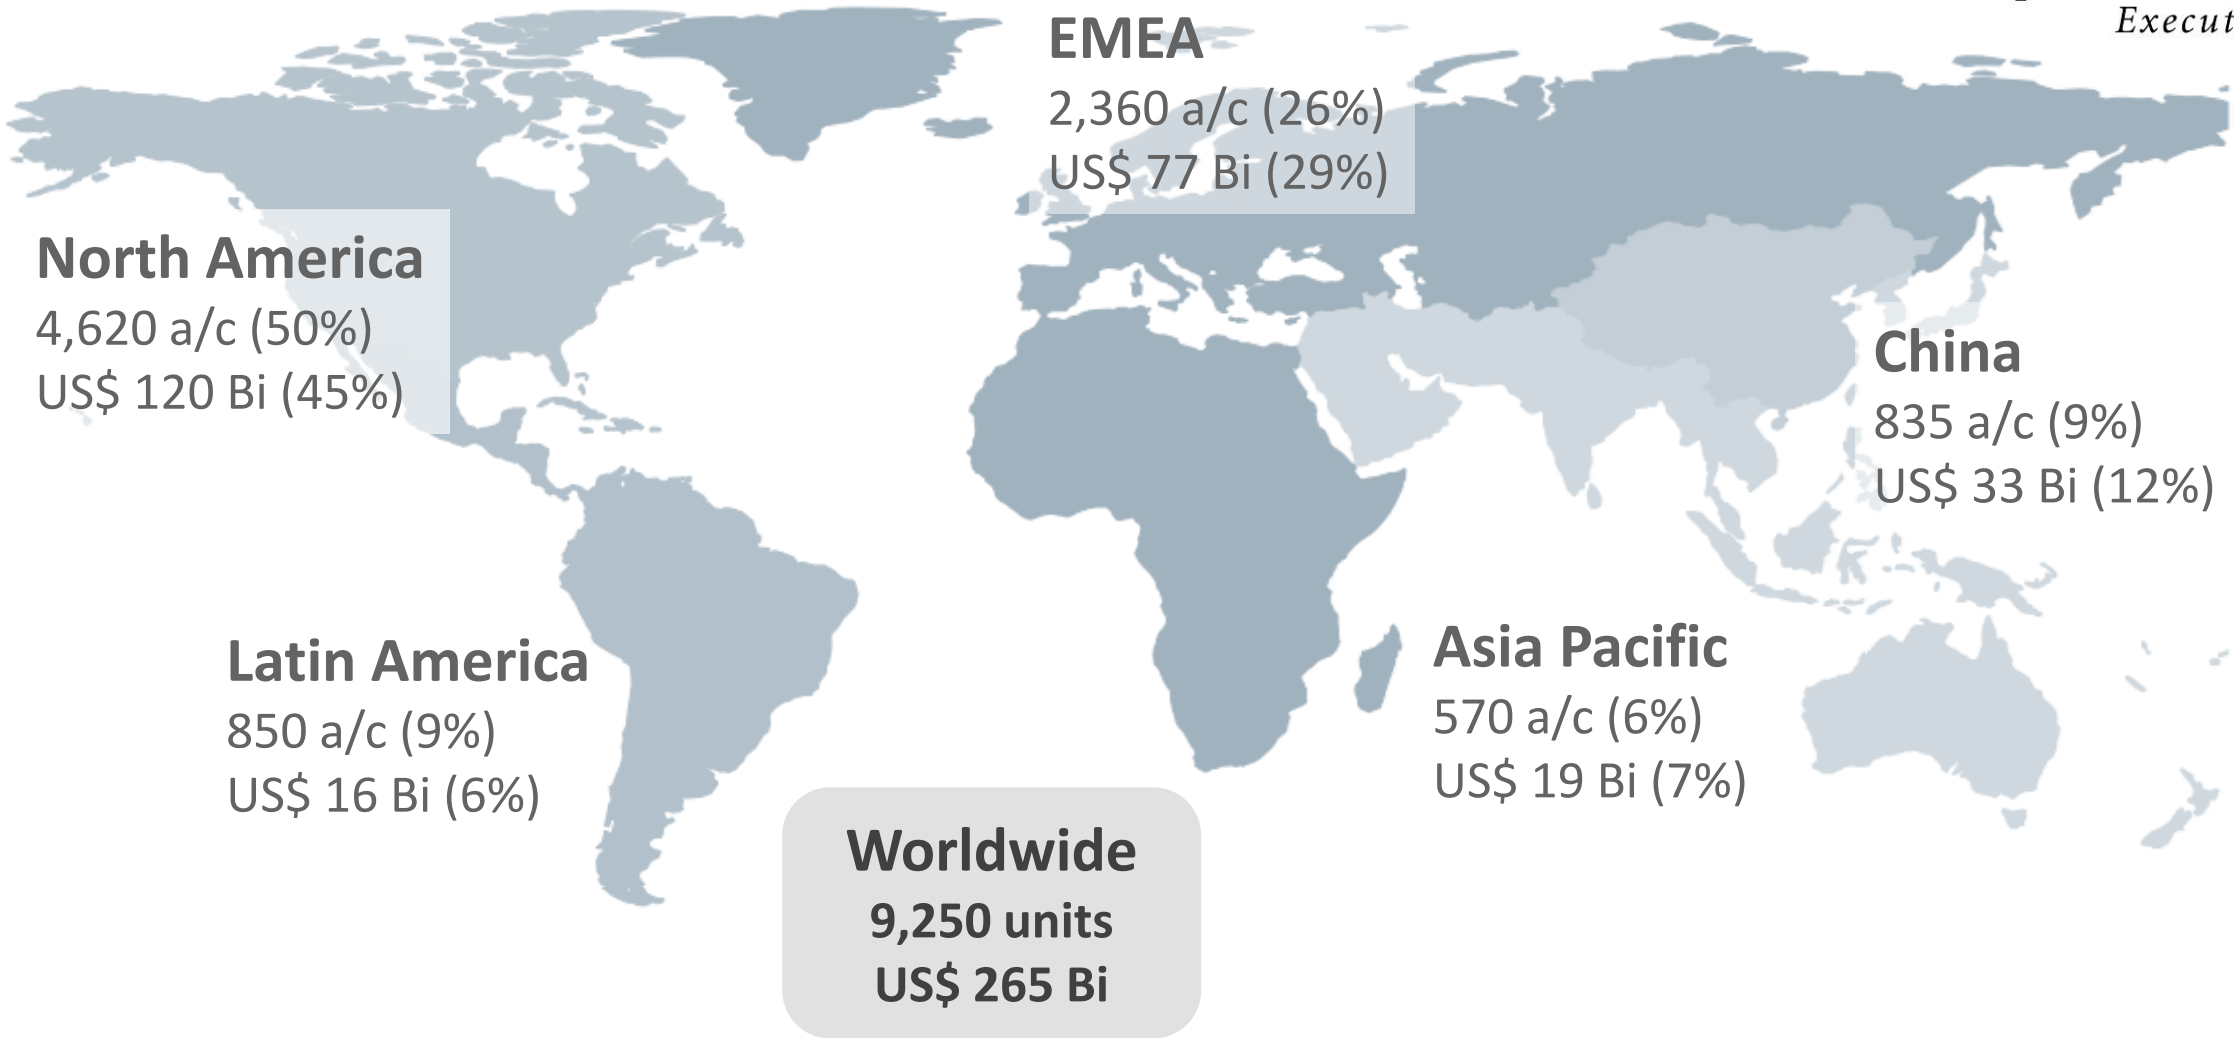 EMEA
2,360 a/c (26%)
US$ 77 Bi (29%)
North America
4,620 a/c (50%)
US$ 120 Bi (45%)
China
835 a/c (9%)
US$ 33 Bi (12%)
Latin America
850 a/c (9%)
US$ 16 Bi (6%)
Asia Pacific
570 a/c (6%)
US$ 19 Bi (7%)
Worldwide
9,250 units
US$ 265 Bi